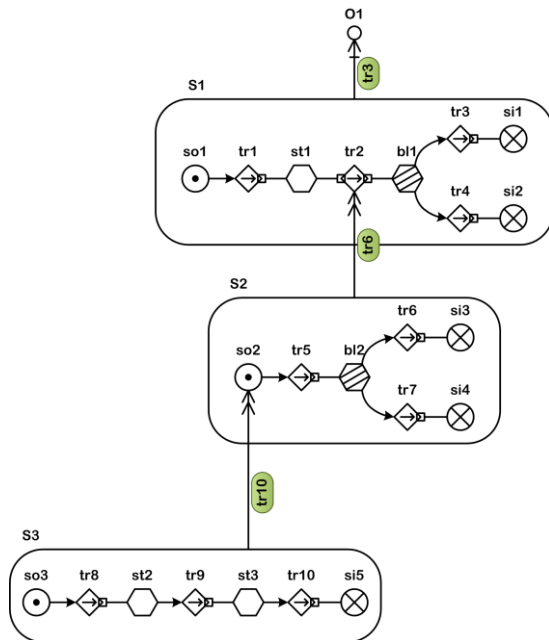 O1
tr3
S1
tr3 si1
so1 tr1 st1 tr2 bl1
tr4 si2
tr6
S2
tr6 si3
so2 tr5 bl2
tr7 si4
tr10
S3
so3 tr8 st2 tr9 st3 tr10 si5